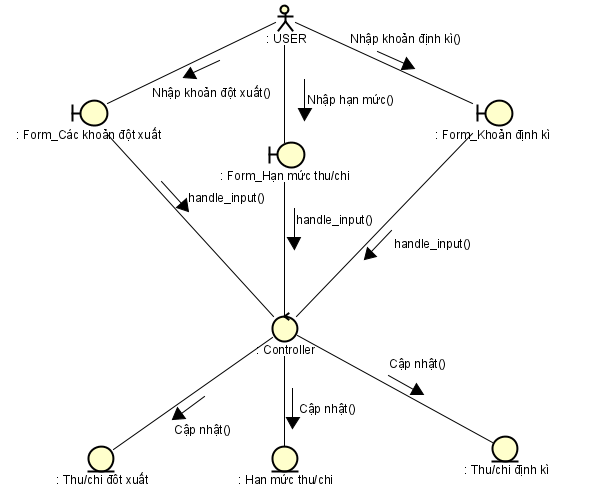 : USER
Nhập khoản định kì()
Nhập khoản đột xuất()
Nhập hạn mức()
: Form_Các khoản đột xuất
: Form_Khoản định kì
: Form_Hạn mức thu/chi
handle_input()
handle_input()
handle_input()
: Controller
Cập nhật()
Cập nhật()
Cập nhật()
: Thu/chi đột xuất
: Hạn mức thu/chi
: Thu/chi định kì